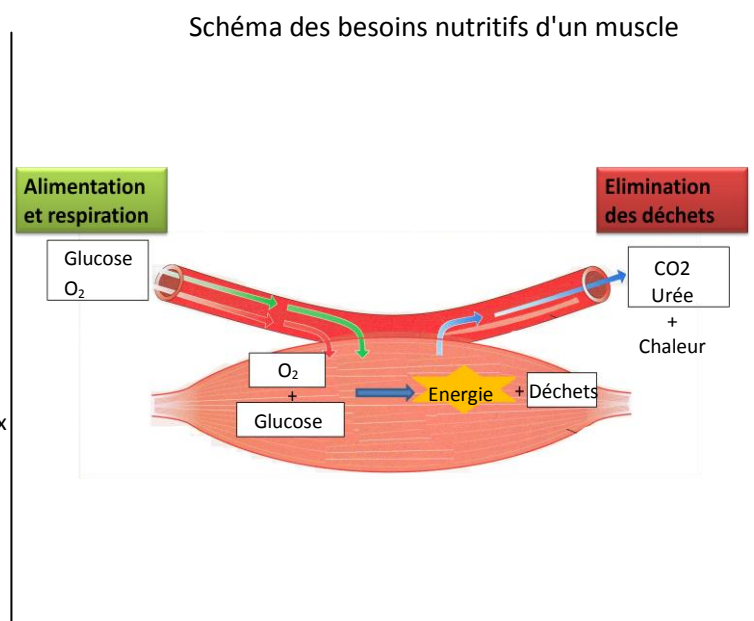 Schéma des besoins nutritifs d'un muscle
Alimentation
et respiration
Glucose
O₂
Elimination
des déchets
CO2
Urée
+
Chaleur
O₂
+
Glucose
Energie
+ Déchets
x